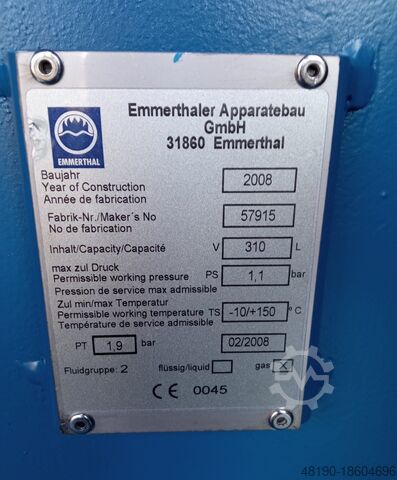 Emmerthaler Apparatebau
GmbH
31860 Emmerthal
EMMERTHAL
Baujahr
Year of Construction 2008
Année de fabrication
Fabrik-Nr./Maker´s No 57915
No de fabrication
Inhalt/Capacity/Capacité V 310 L
max zul Druck
Permissible working pressure PS 1,1 bar
Pression de service max admissible
Zul min/max Temperatur
Permissible working temperature TS -10/+150 °C
Température de service admissible
PT 1,9 bar 02/2008
Fluidgruppe: 2 flüssig/liquid gas X
CE 0045
48190-18604696